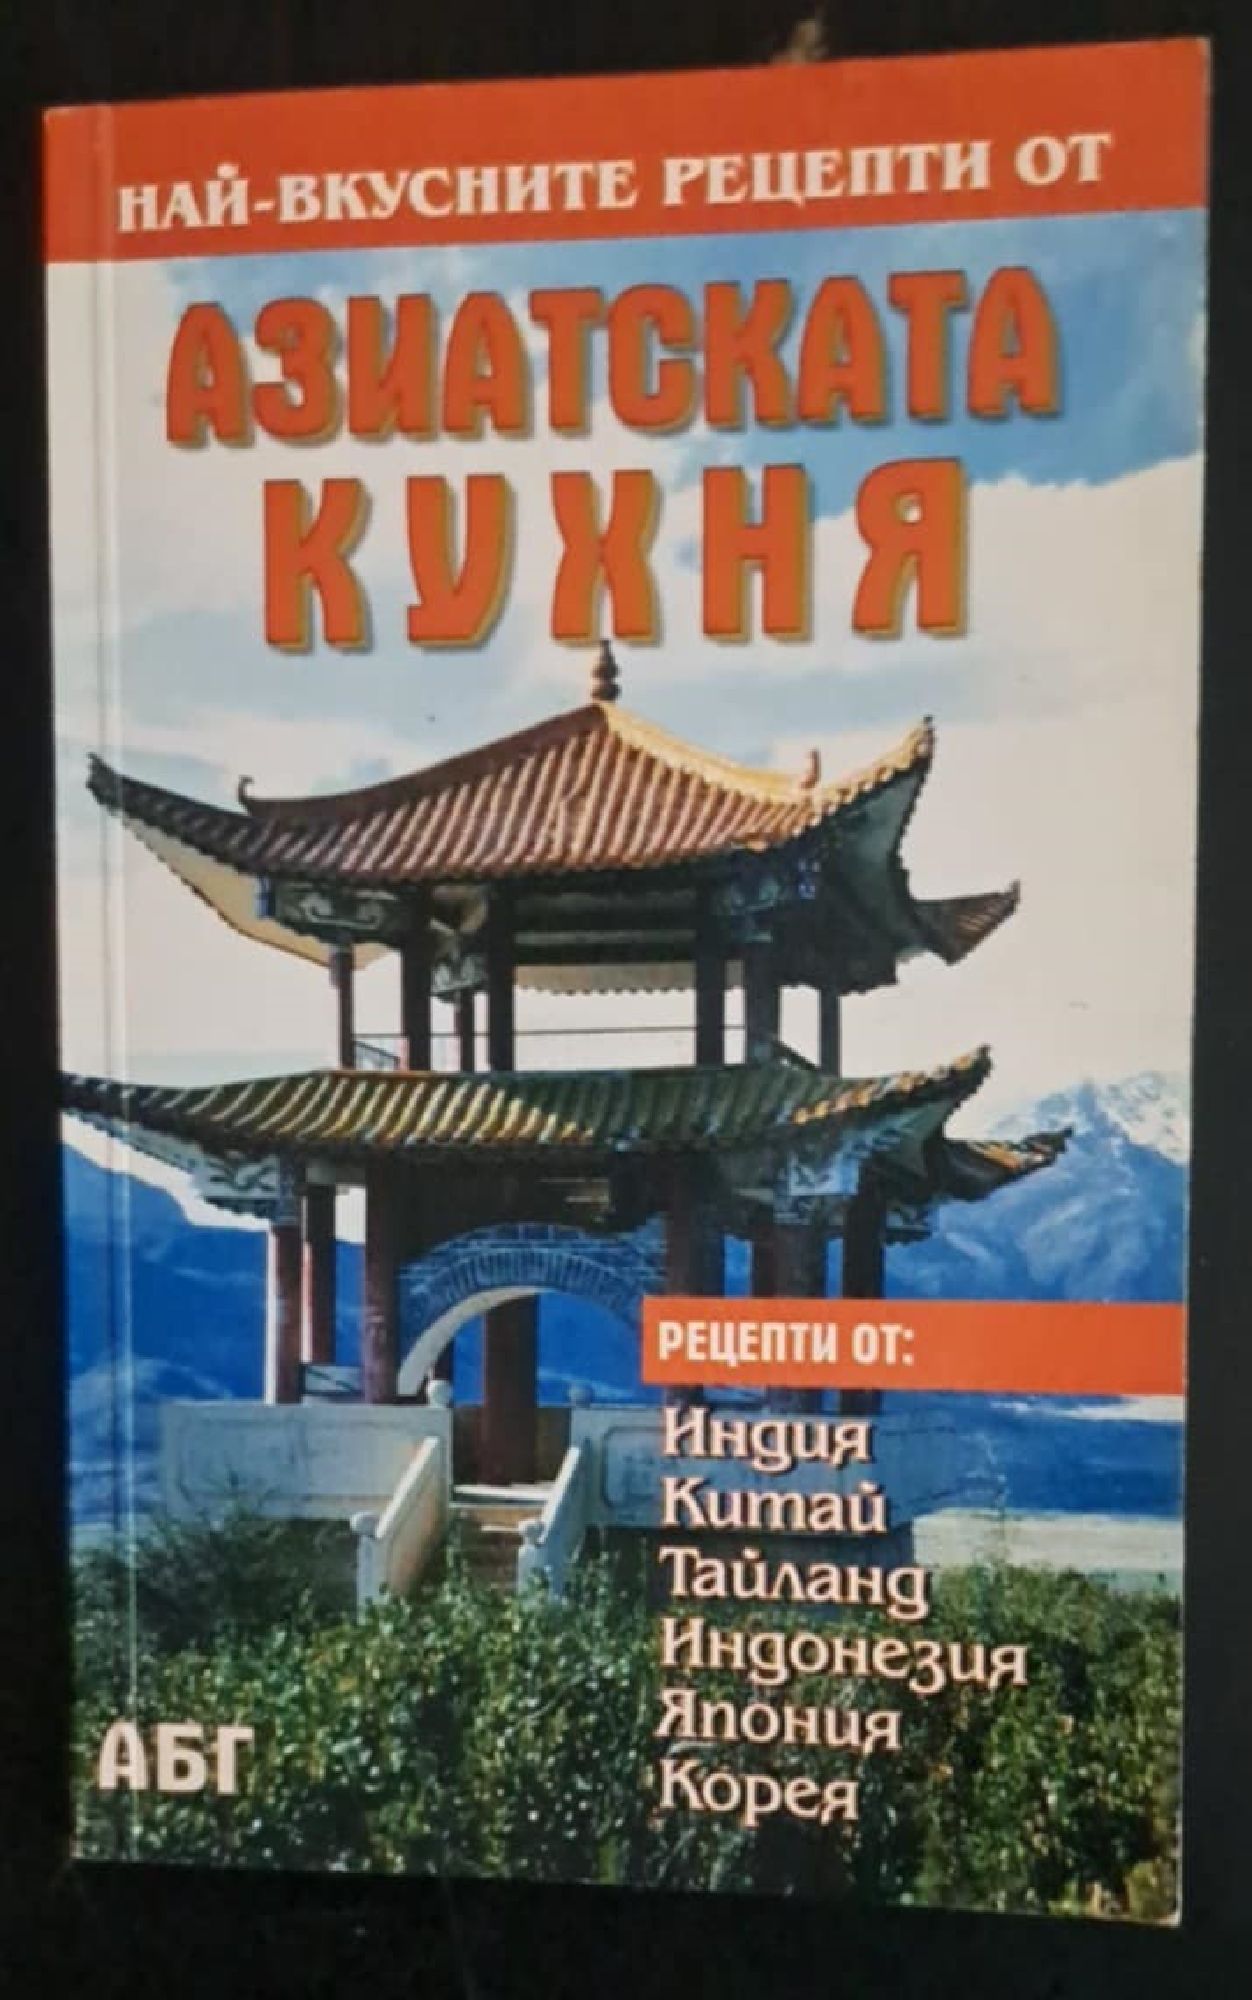 НАЙ-ВКУСНИТЕ РЕЦЕПТИ ОТ
АЗИАТСКАТА
КУХНЯ
РЕЦЕПТИ ОТ:
Индия
Китай
Тайланд
Индонезия
Япония
Корея
АБГ